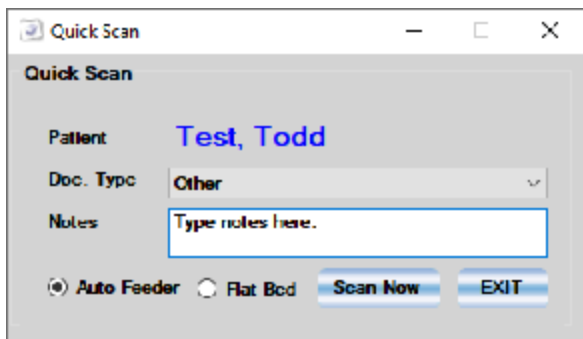 Quick Scan
Quick Scan
Patient Test, Todd
Doc. Type Other
Notes Type notes here.
Auto Feeder Flat Bed Scan Now EXIT